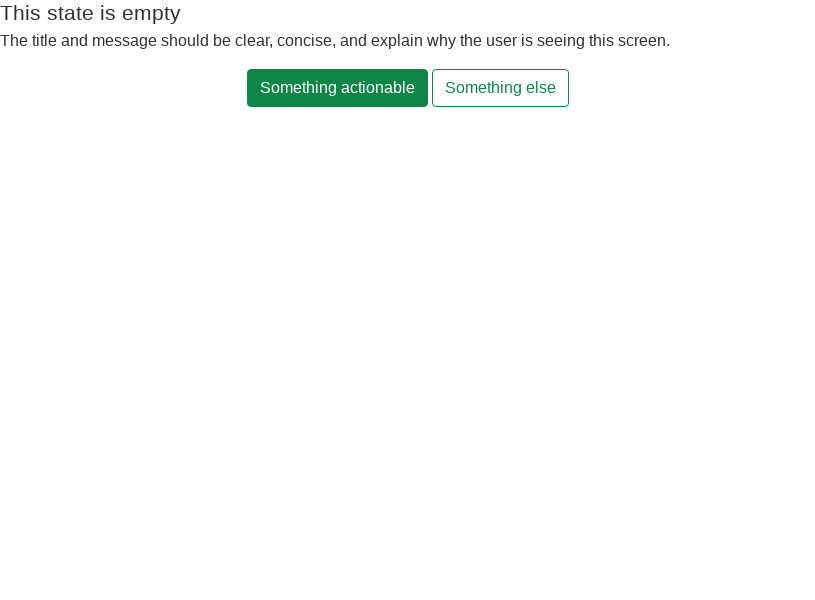 This state is empty
The title and message should be clear, concise, and explain why the user is seeing this screen.
Something actionable Something else